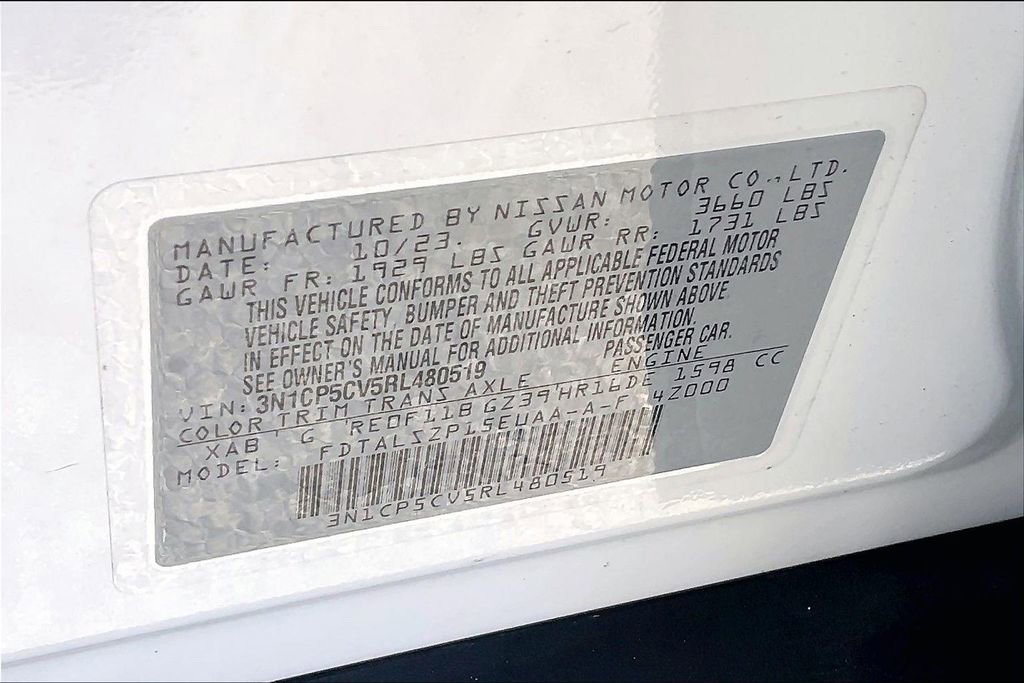 MANUFACTURED BY NISSAN MOTOR CO.,LTD.
DATE: 10/23. GVWR: 3660 LBS
GAWR FR: 1929 LBS GAWR RR: 1731 LBS
THIS VEHICLE CONFORMS TO ALL APPLICABLE FEDERAL MOTOR
VEHICLE SAFETY, BUMPER AND THEFT PREVENTION STANDARDS
IN EFFECT ON THE DATE OF MANUFACTURE SHOWN ABOVE.
SEE OWNER'S MANUAL FOR ADDITIONAL INFORMATION.
VIN: 3N1CP5CV5RL480519 PASSENGER CAR.
COLOR TRIM TRANS AXLE ENGINE
XAB G RE0F11B GZ39 HR16DE 1598 CC
MODEL: FDTALSZP15EUAA-A-F 4Z000
3N1CP5CV5RL480519